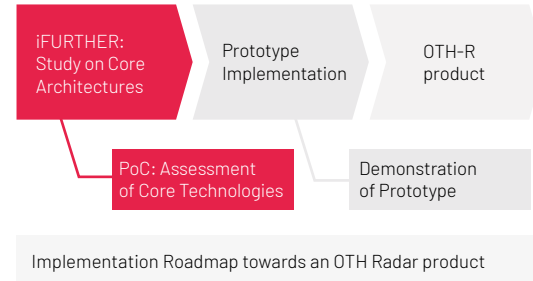 iFURTHER:
Study on Core
Architectures
Prototype
Implementation
OTH-R
product
PoC: Assessment
of Core Technologies
Demonstration
of Prototype
Implementation Roadmap towards an OTH Radar product